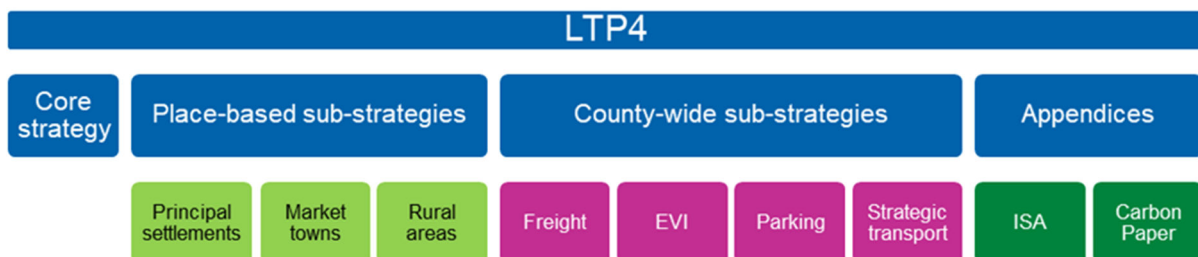 LTP4
Core
strategy
Place-based sub-strategies
County-wide sub-strategies
Appendices
Principal
settlements
Market
towns
Rural
areas
Freight
EVI
Parking
Strategic
transport
ISA
Carbon
Paper